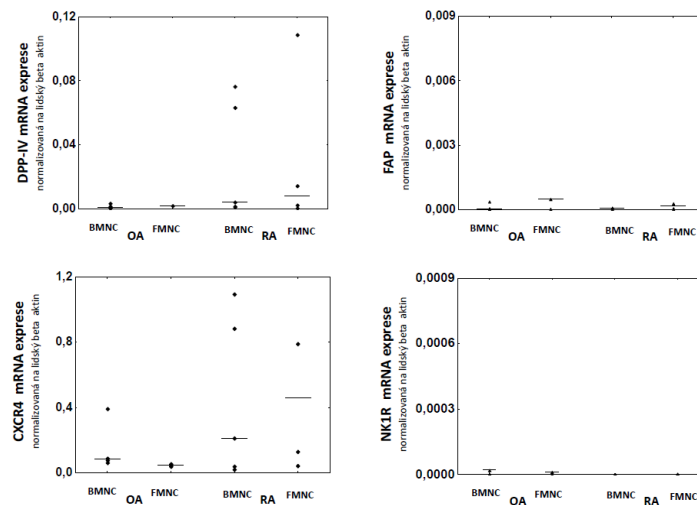 DPP-IV mRNA exprese
normalizovaná na lidský beta aktin
0,12
0,08
0,04
0,00
BMNC FMNC BMNC FMNC
OA RA
FAP mRNA exprese
normalizovaná na lidský beta aktin
0,009
0,006
0,003
0,000
BMNC FMNC BMNC FMNC
OA RA
CXCR4 mRNA exprese
normalizovaná na lidský beta aktin
1,2
0,8
0,4
0,0
BMNC FMNC BMNC FMNC
OA RA
NK1R mRNA exprese
normalizovaná na lidský beta aktin
0,0009
0,0006
0,0003
0,0000
BMNC FMNC BMNC FMNC
OA RA